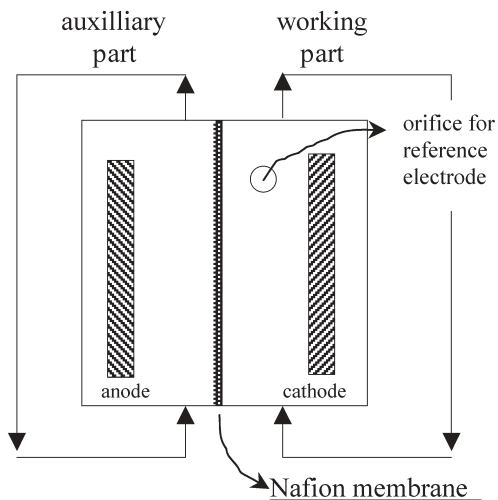 auxilliary
part
working
part
orifice for
reference
electrode
anode
cathode
Nafion membrane